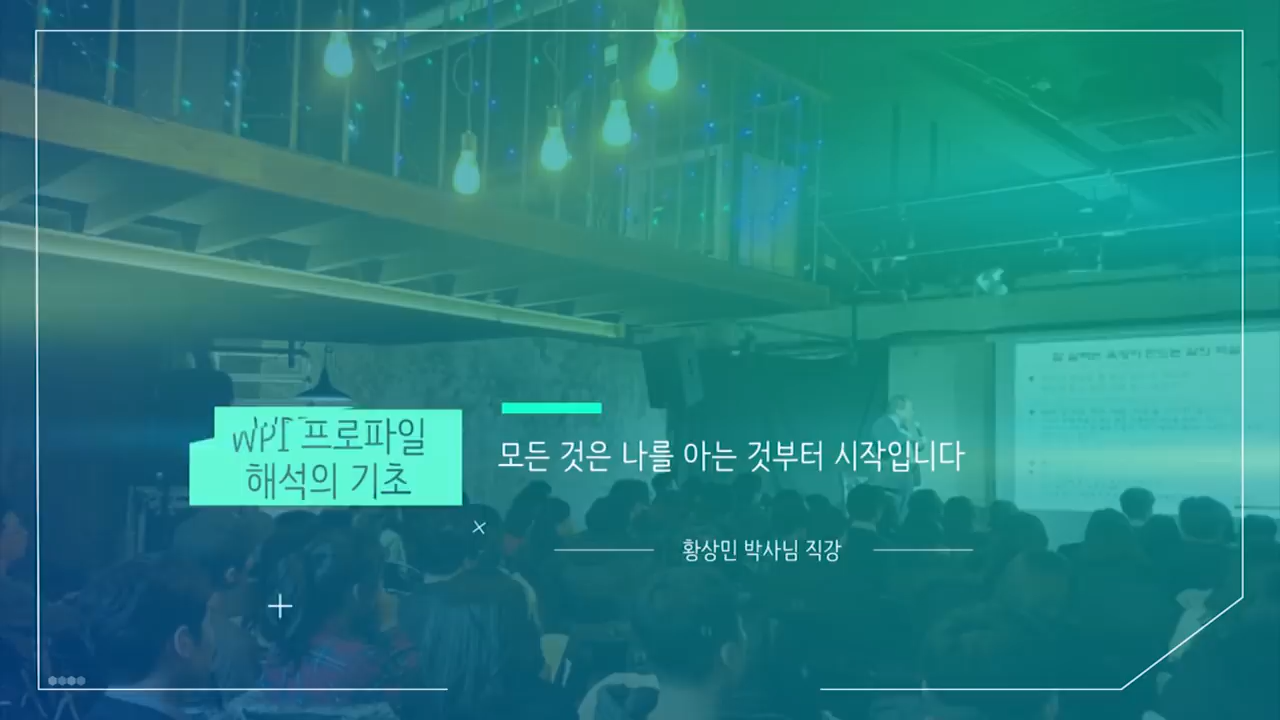 WPI 프로파일
해석의 기초
모든 것은 나를 아는 것부터 시작입니다
황상민 박사님 직강